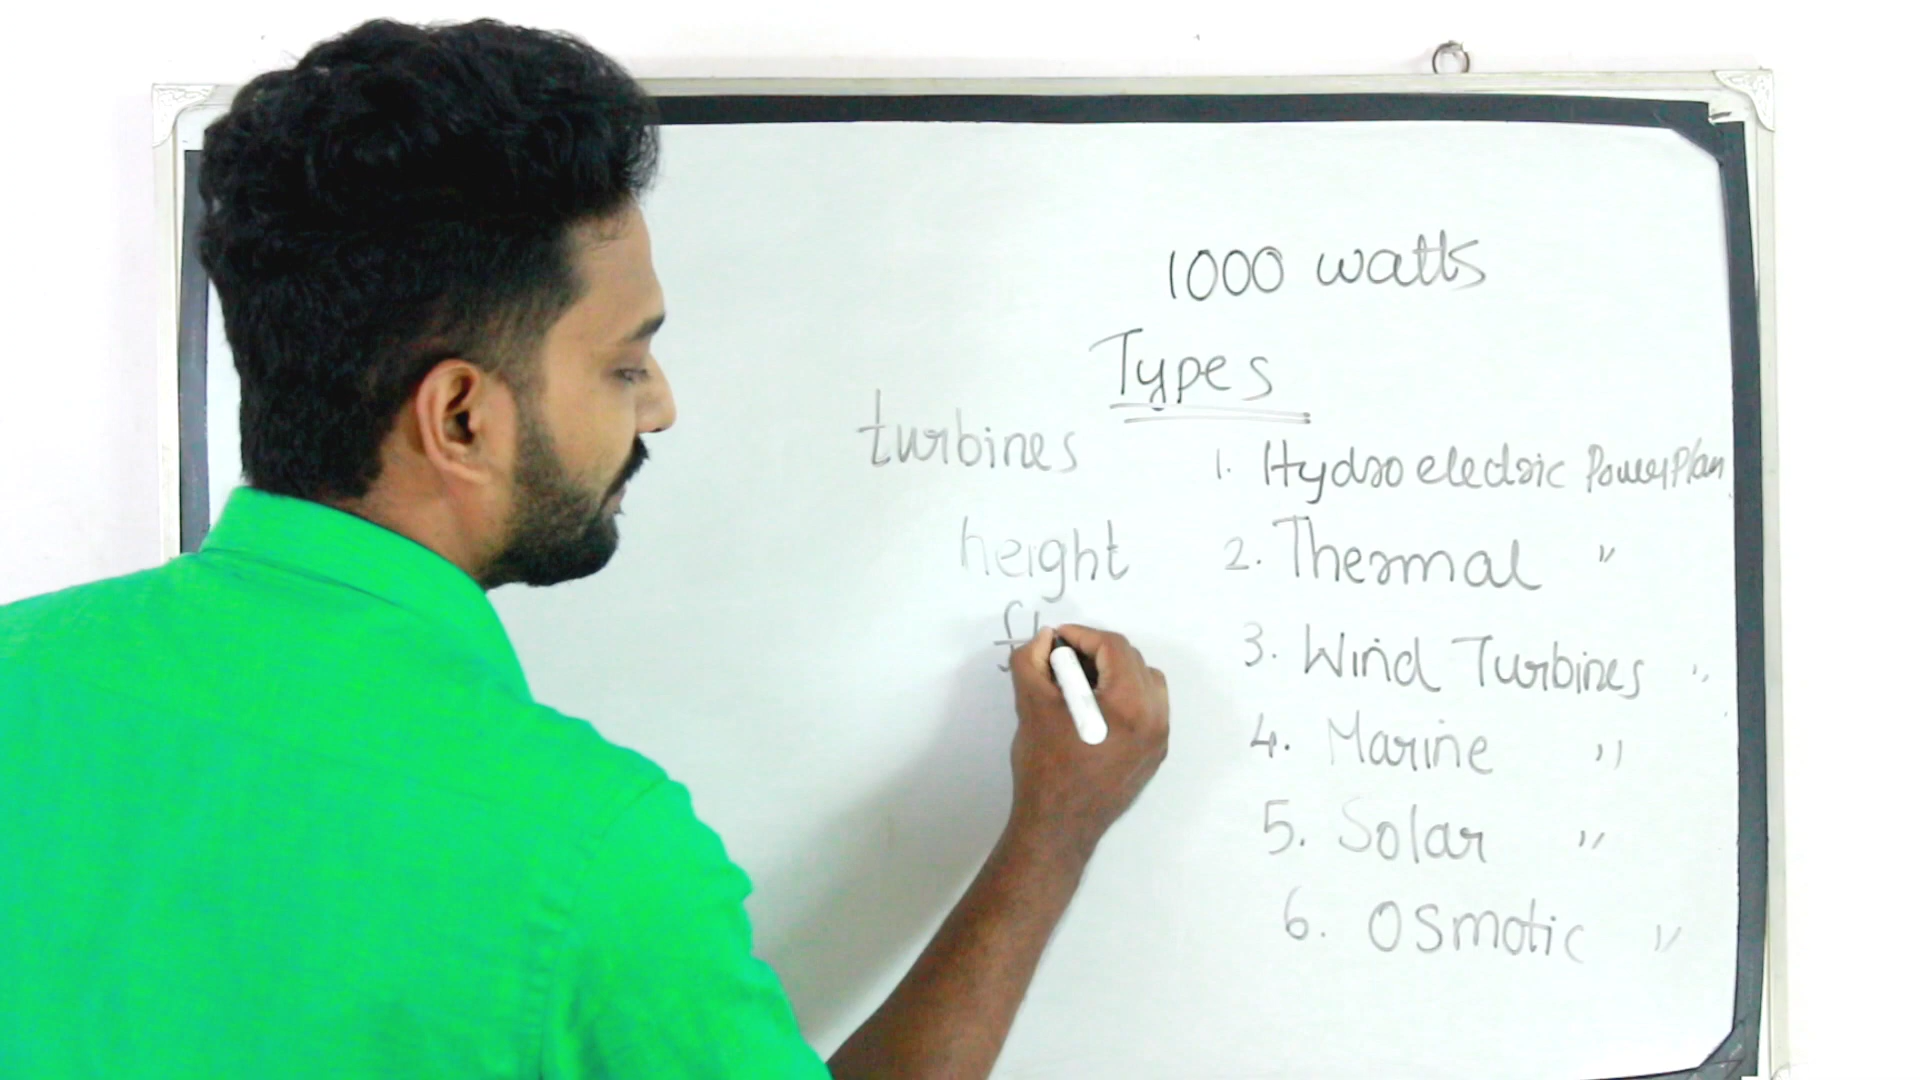 1000 watts
Types
turbines
height
fl
1. Hydroelectric PowerPlan
2. Thermal "
3. Wind Turbines "
4. Marine "
5. Solar "
6. Osmotic "